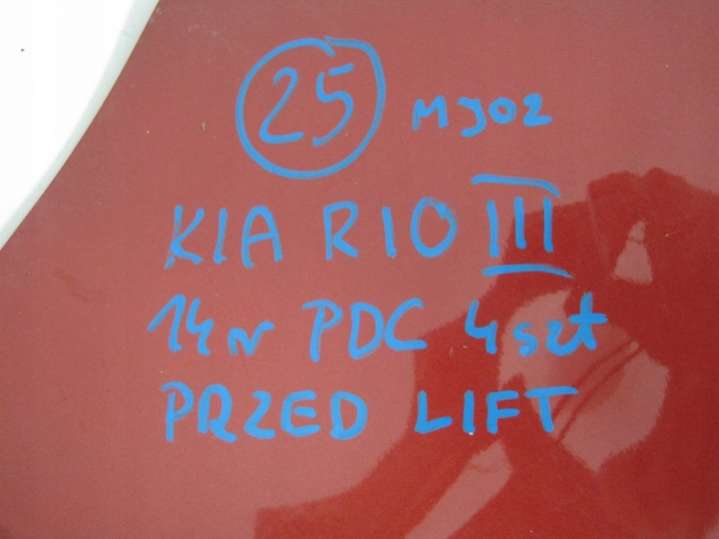 25 MJ02
KIA RIO III
14r PDC 4szt
PRZED LIFT